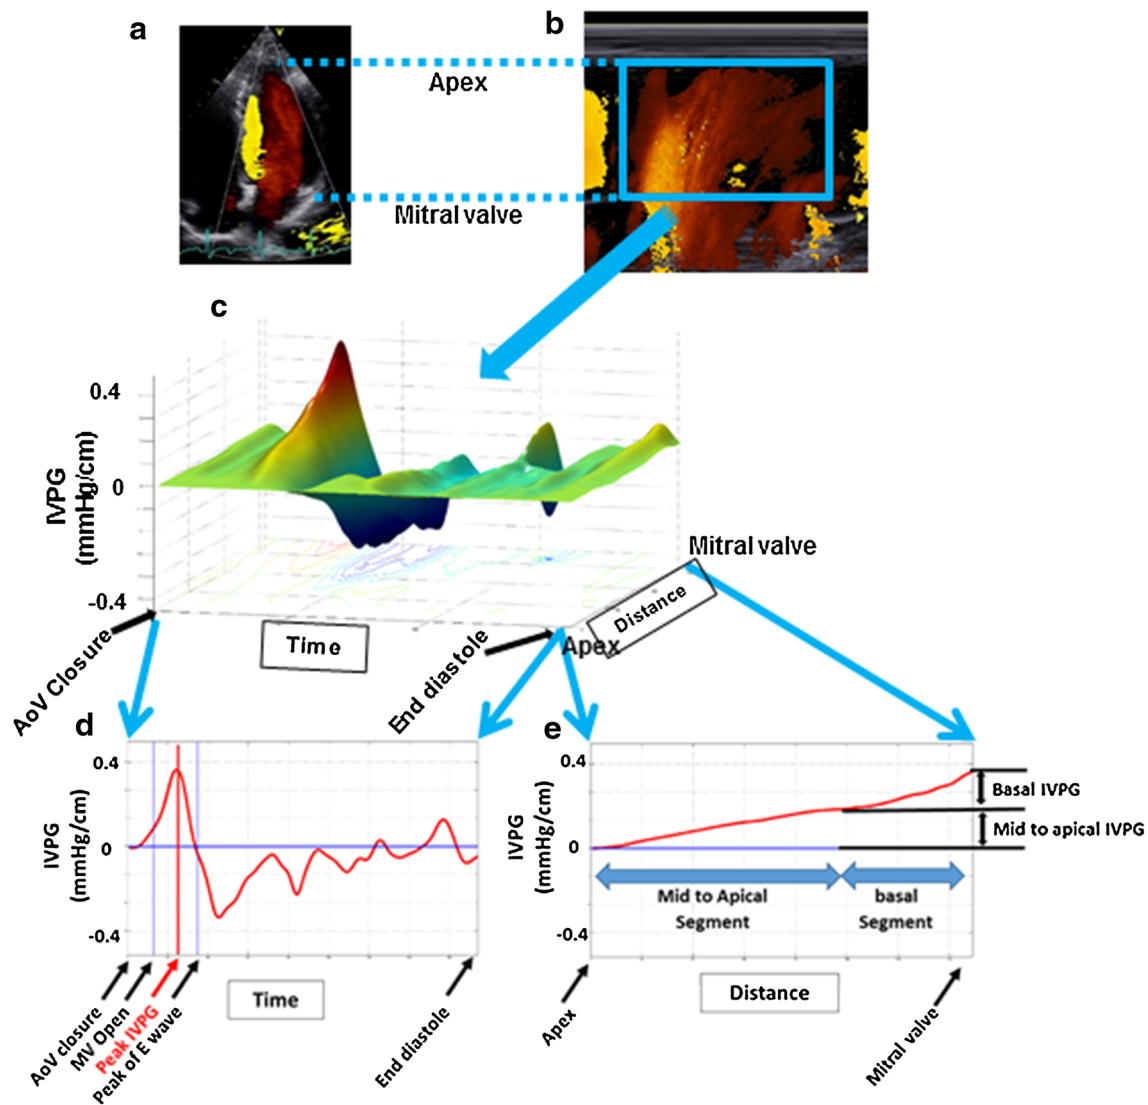 a
b
Apex
Mitral valve
c
0.4
0
-0.4
IVPG
(mmHg/cm)
Mitral valve
Distance
Time
Apex
AoV Closure
End diastole
d
0.4
0
-0.4
IVPG
(mmHg/cm)
AoV closure
MV Open
Peak IVPG
Peak of E wave
Time
End diastole
e
0.4
0
-0.4
IVPG
(mmHg/cm)
Basal IVPG
Mid to apical IVPG
Mid to Apical
Segment
basal
Segment
Apex
Distance
Mitral valve